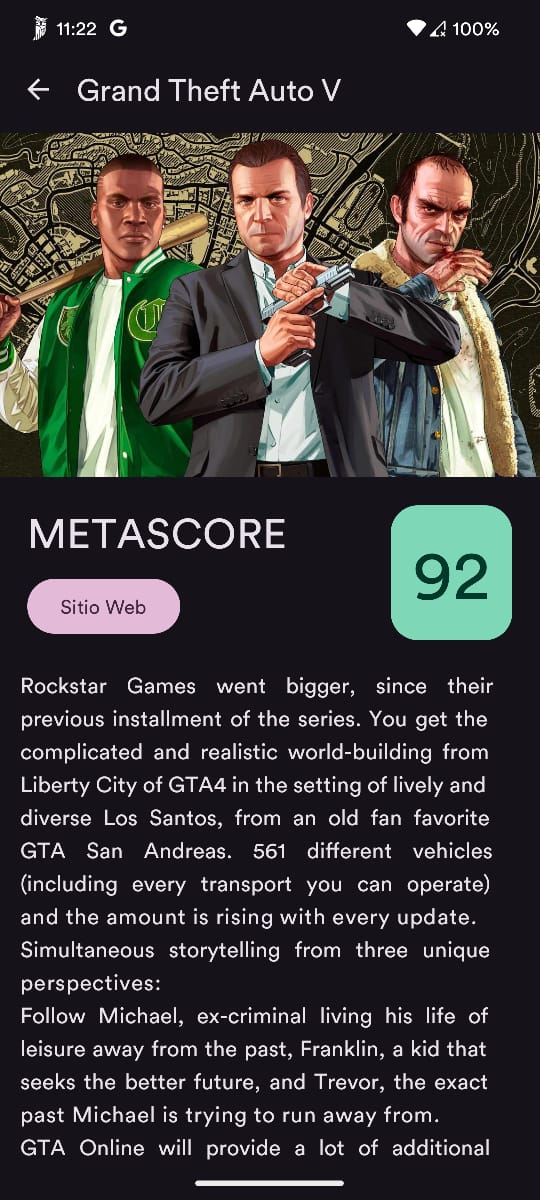 11:22 G 100%
Grand Theft Auto V
METASCORE
92
Sitio Web
Rockstar Games went bigger, since their
previous installment of the series. You get the
complicated and realistic world-building from
Liberty City of GTA4 in the setting of lively and
diverse Los Santos, from an old fan favorite
GTA San Andreas. 561 different vehicles
(including every transport you can operate)
and the amount is rising with every update.
Simultaneous storytelling from three unique
perspectives:
Follow Michael, ex-criminal living his life of
leisure away from the past, Franklin, a kid that
seeks the better future, and Trevor, the exact
past Michael is trying to run away from.
GTA Online will provide a lot of additional